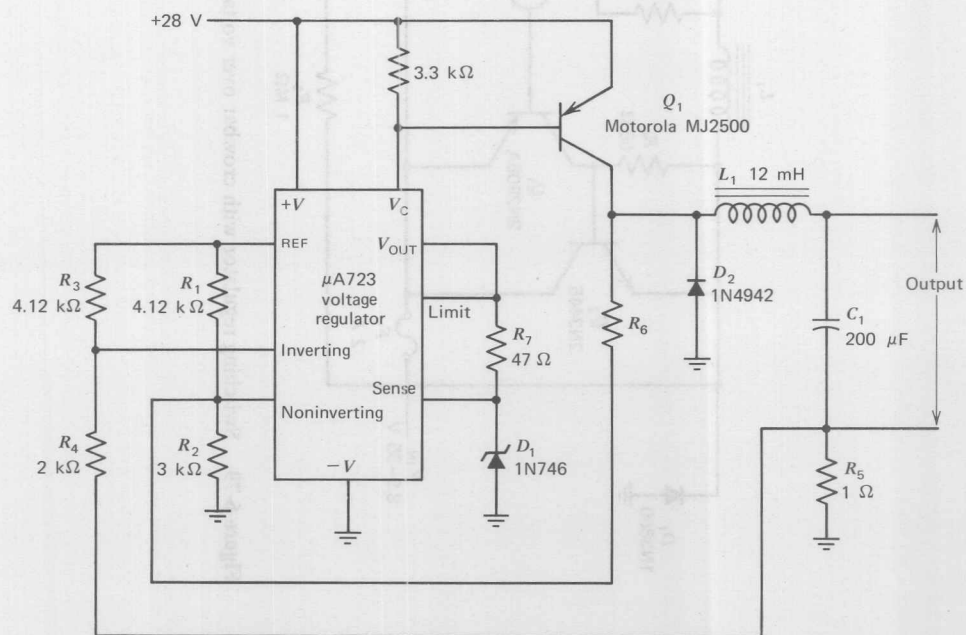 +28 V
3.3 kΩ
Q₁
Motorola MJ2500
L₁ 12 mH
+V
V_C
REF
V_OUT
R₃
4.12 kΩ
R₁
4.12 kΩ
μA723
voltage
regulator
Limit
D₂
1N4942
Output
R₆
C₁
200 μF
R₇
47 Ω
Inverting
Sense
Noninverting
R₄
2 kΩ
R₂
3 kΩ
D₁
1N746
−V
R₅
1 Ω